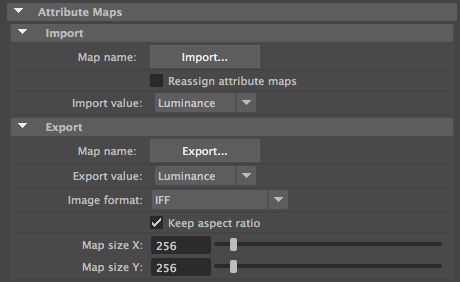 Attribute Maps
Import
Map name: Import...
Reassign attribute maps
Import value: Luminance
Export
Map name: Export...
Export value: Luminance
Image format: IFF
Keep aspect ratio
Map size X: 256
Map size Y: 256